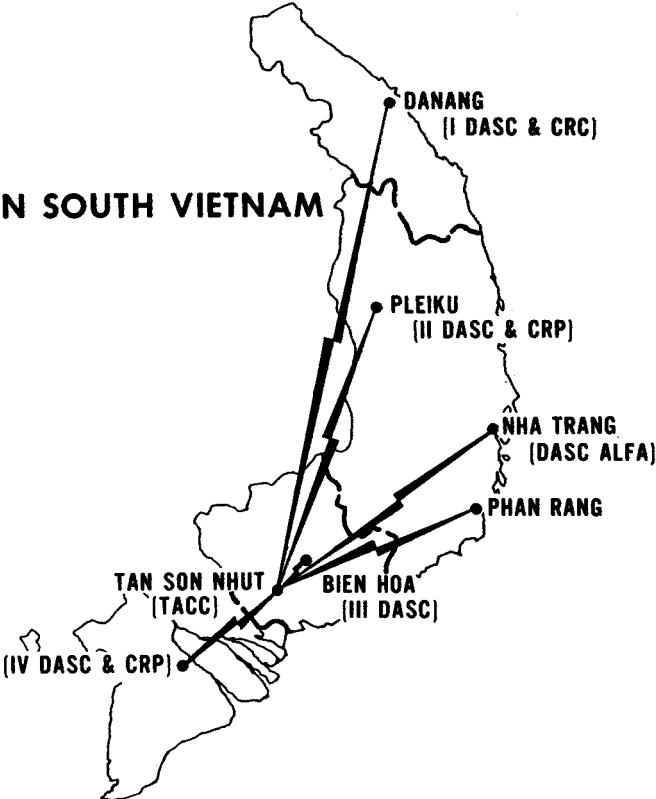 DANANG
(I DASC & CRC)
N SOUTH VIETNAM
PLEIKU
(II DASC & CRP)
NHA TRANG
(DASC ALFA)
PHAN RANG
TAN SON NHUT
(TACC)
BIEN HOA
(III DASC)
(IV DASC & CRP)